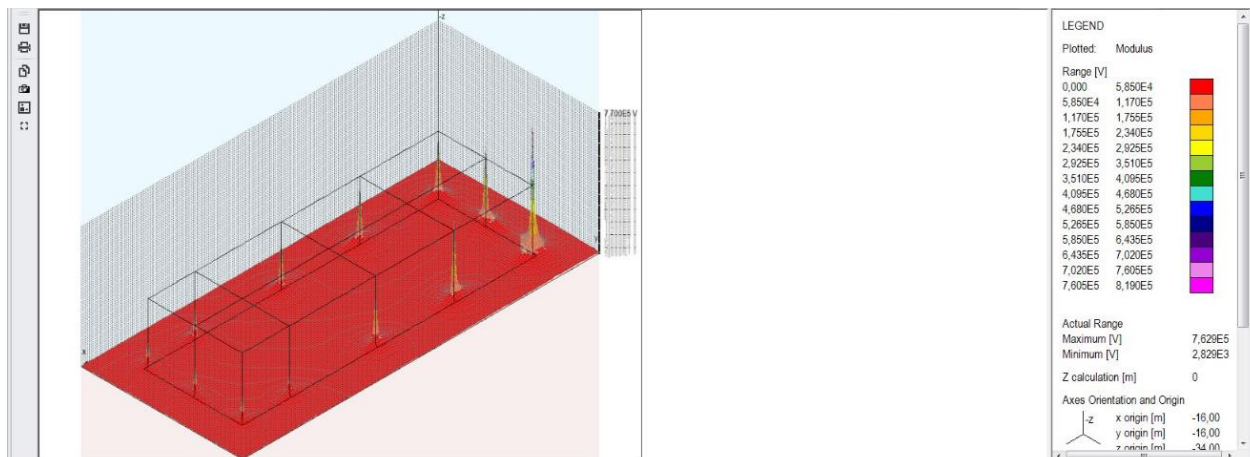 -Z
7,700E5 V
X
LEGEND
Plotted: Modulus
Range [V]
0,000 5,850E4
5,850E4 1,170E5
1,170E5 1,755E5
1,755E5 2,340E5
2,340E5 2,925E5
2,925E5 3,510E5
3,510E5 4,095E5
4,095E5 4,680E5
4,680E5 5,265E5
5,265E5 5,850E5
5,850E5 6,435E5
6,435E5 7,020E5
7,020E5 7,605E5
7,605E5 8,190E5
Actual Range
Maximum [V] 7,629E5
Minimum [V] 2,829E3
Z calculation [m] 0
Axes Orientation and Origin
-Z
x origin [m] -16,00
y origin [m] -16,00
z origin [m] -34,00